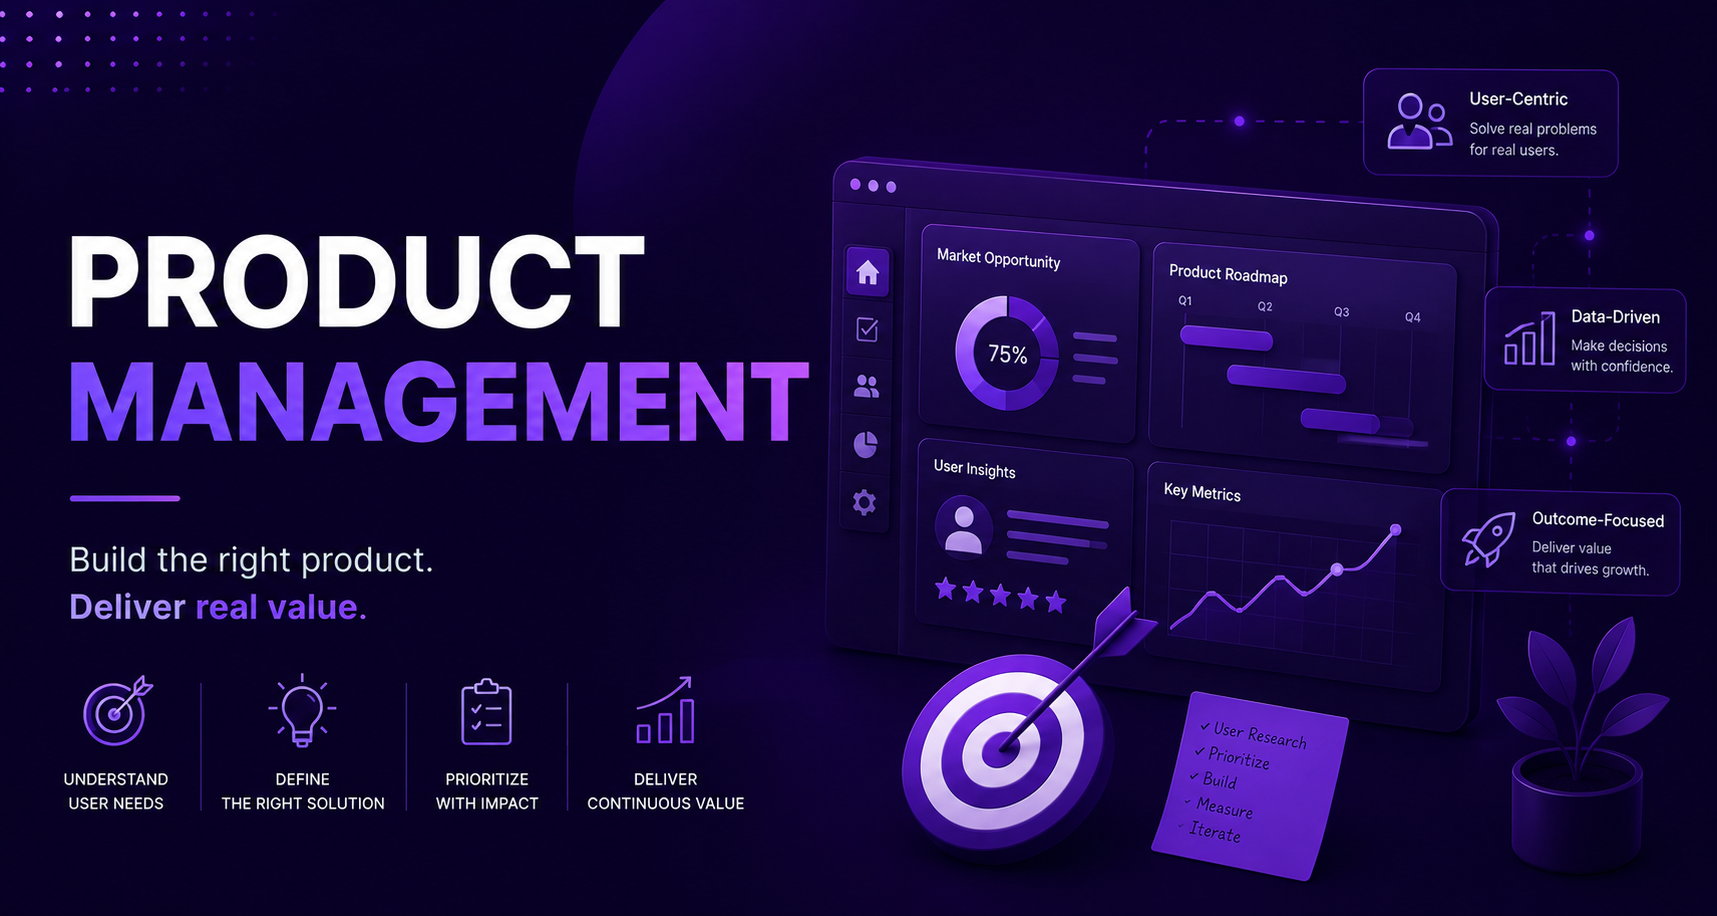 PRODUCT
MANAGEMENT
Build the right product.
Deliver real value.
UNDERSTAND
USER NEEDS
DEFINE
THE RIGHT SOLUTION
PRIORITIZE
WITH IMPACT
DELIVER
CONTINUOUS VALUE
Market Opportunity
75%
Product Roadmap
Q1
Q2
Q3
Q4
User Insights
Key Metrics
User-Centric
Solve real problems
for real users.
Data-Driven
Make decisions
with confidence.
Outcome-Focused
Deliver value
that drives growth.
✓ User Research
✓ Prioritize
✓ Build
✓ Measure
✓ Iterate